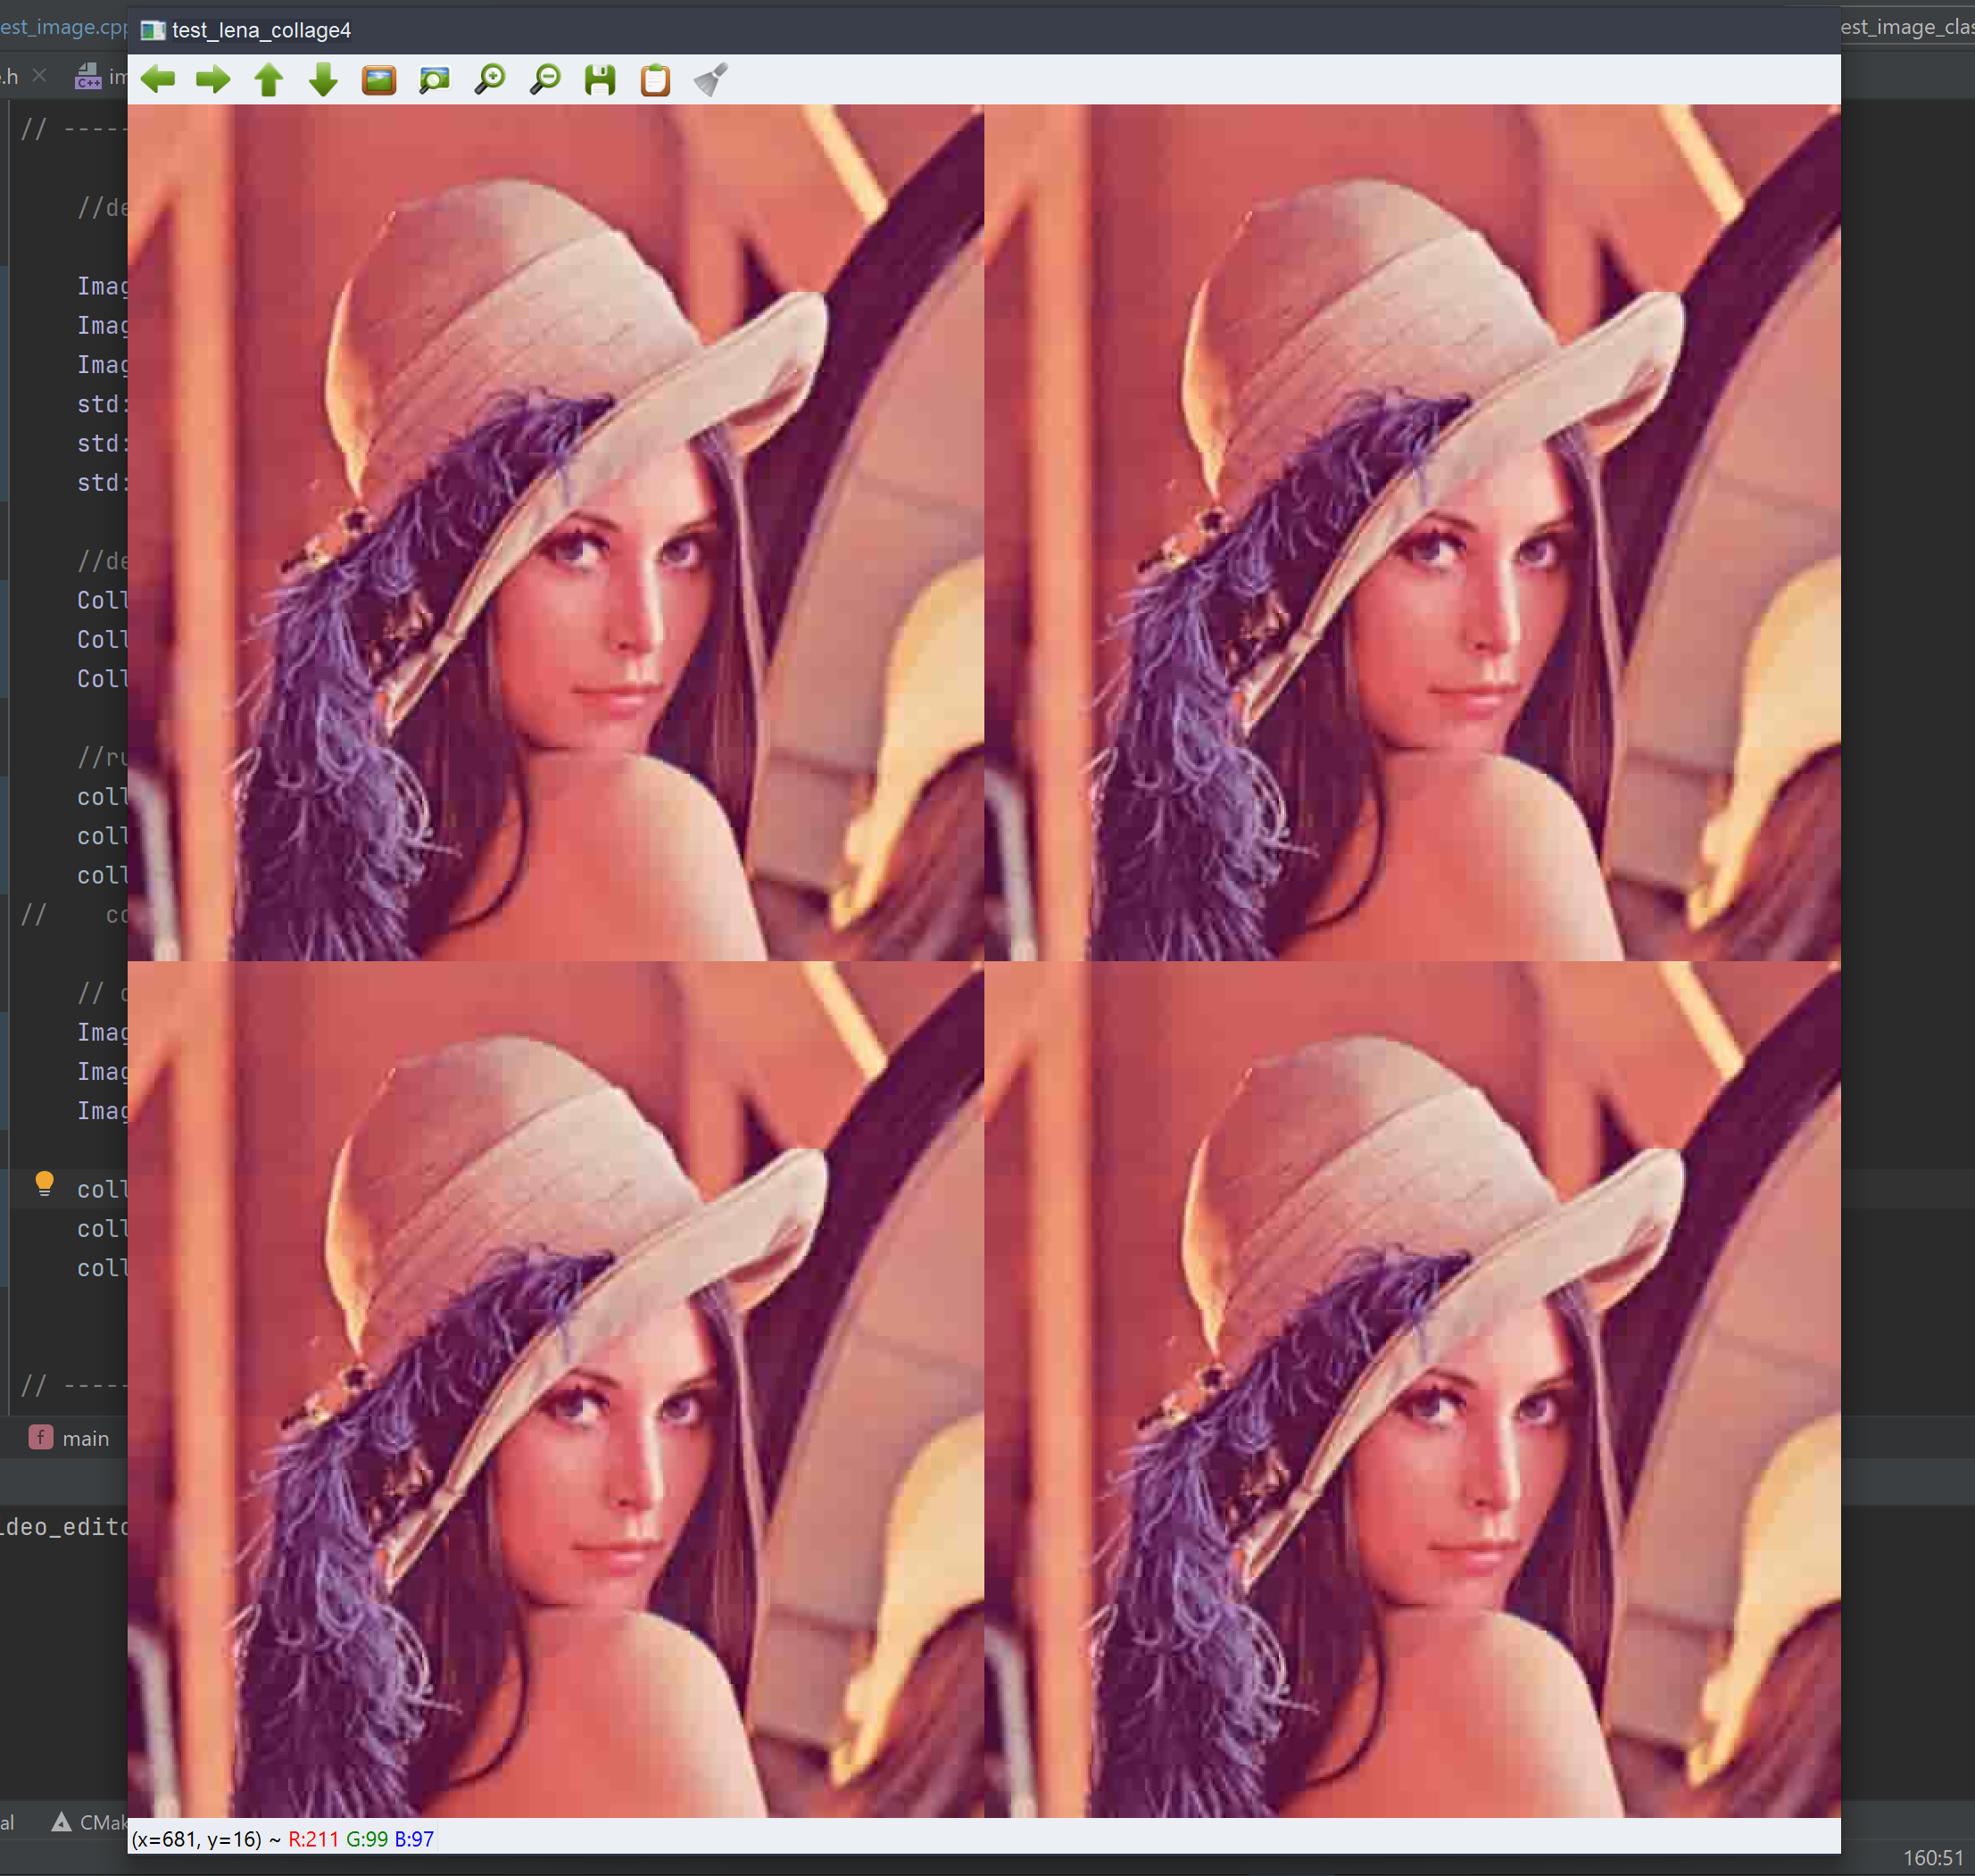 est_image.cpp
test_lena_collage4
est_image_clas
.h
im
// -----
//de
Imag
Imag
Imag
std:
std:
std:
//de
Coll
Coll
Coll
//ru
coll
coll
coll
// co
// c
Imag
Imag
Imag
coll
coll
coll
// -----
f main
ideo_edito
al
CMak
(x=681, y=16) ~ R:211 G:99 B:97
160:51